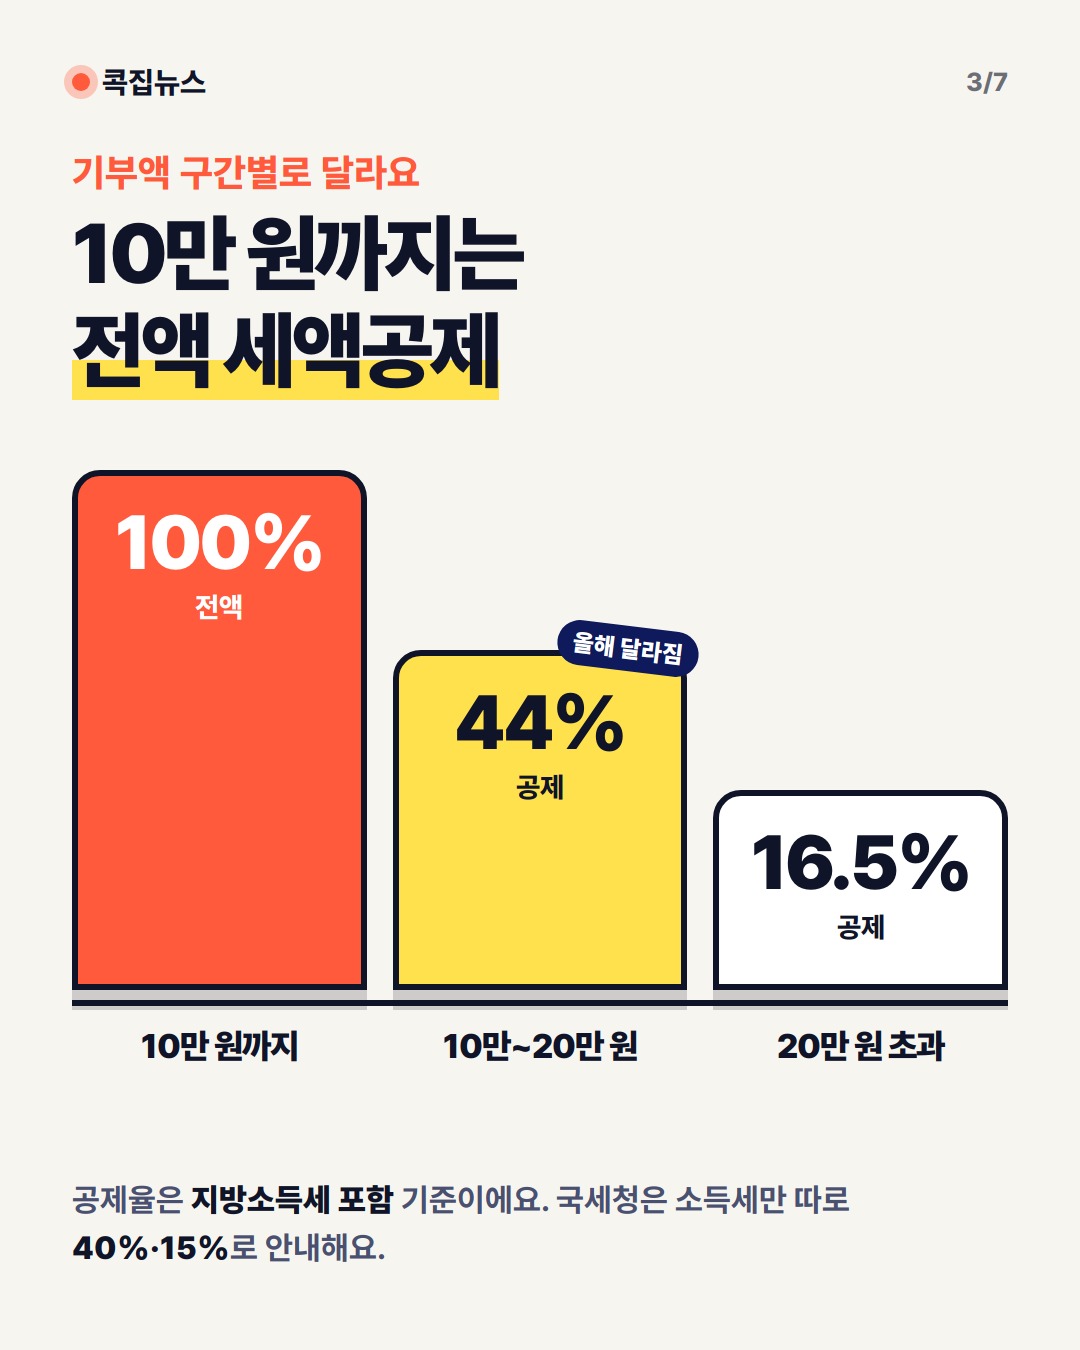 콕집뉴스
3/7
기부액 구간별로 달라요
10만 원까지는
전액 세액공제
100%
전액
올해 달라짐
44%
공제
16.5%
공제
10만 원까지
10만~20만 원
20만 원 초과
공제율은 지방소득세 포함 기준이에요. 국세청은 소득세만 따로
40%·15%로 안내해요.